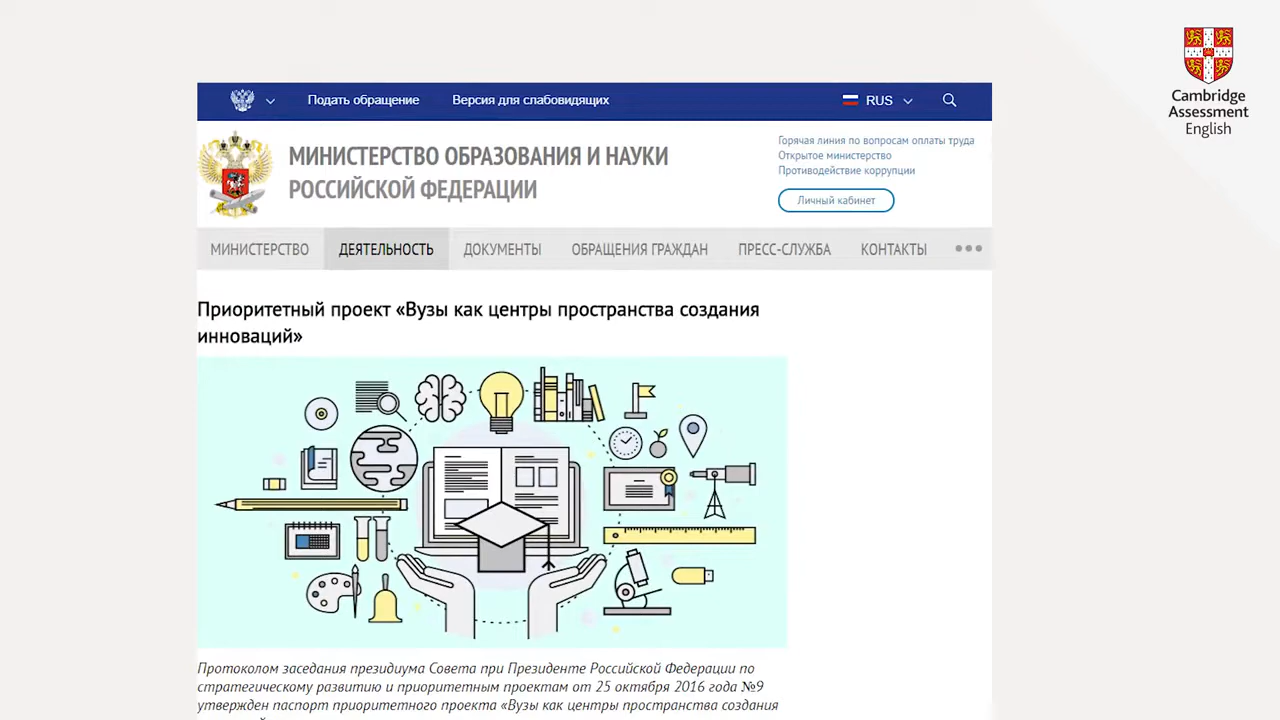 Cambridge
Assessment
English
Подать обращение
Версия для слабовидящих
RUS
МИНИСТЕРСТВО ОБРАЗОВАНИЯ И НАУКИ
РОССИЙСКОЙ ФЕДЕРАЦИИ
Горячая линия по вопросам оплаты труда
Открытое министерство
Противодействие коррупции
Личный кабинет
МИНИСТЕРСТВО ДЕЯТЕЛЬНОСТЬ ДОКУМЕНТЫ ОБРАЩЕНИЯ ГРАЖДАН ПРЕСС-СЛУЖБА КОНТАКТЫ
Приоритетный проект «Вузы как центры пространства создания
инноваций»
Протоколом заседания президиума Совета при Президенте Российской Федерации по
стратегическому развитию и приоритетным проектам от 25 октября 2016 года №9
утвержден паспорт приоритетного проекта «Вузы как центры пространства создания